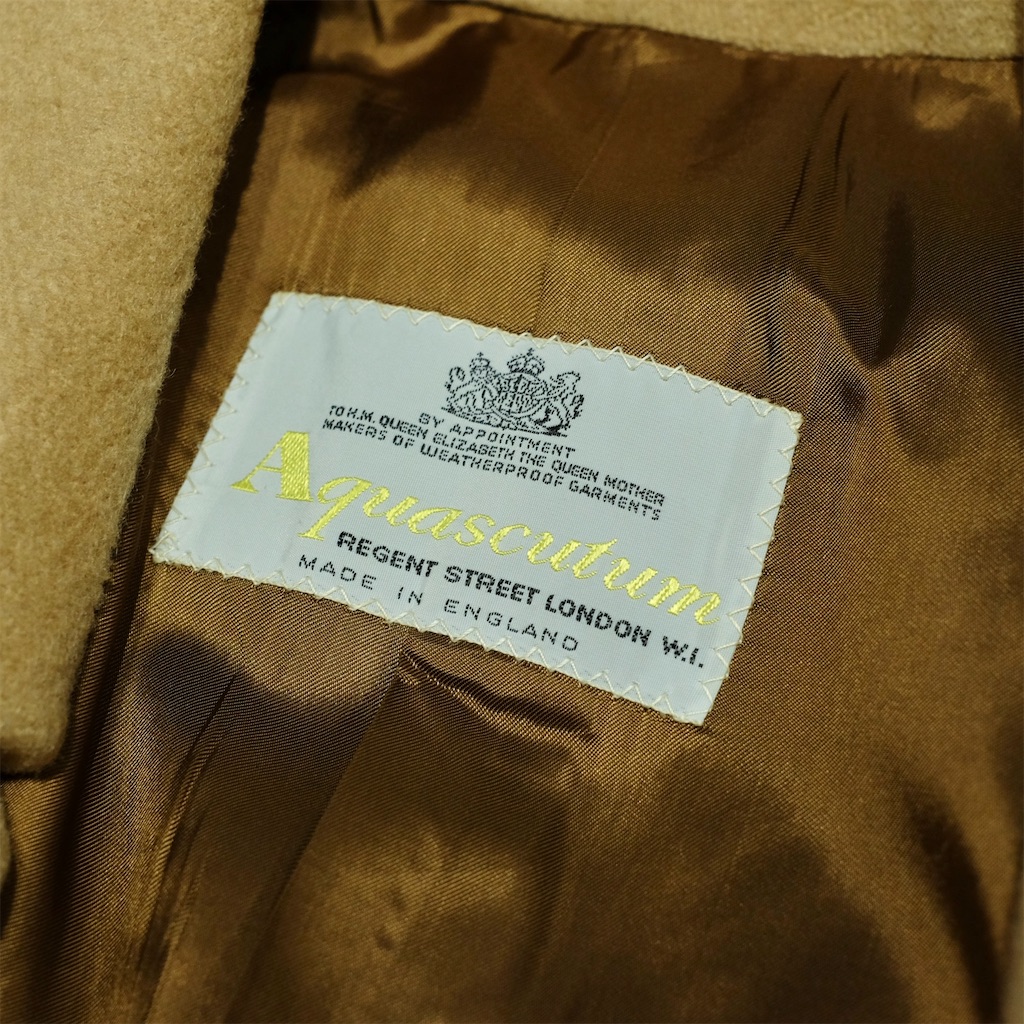 BY APPOINTMENT
TO H.M. QUEEN ELIZABETH THE QUEEN MOTHER
MAKERS OF WEATHERPROOF GARMENTS
Aquascutum
REGENT STREET LONDON W.I.
MADE IN ENGLAND